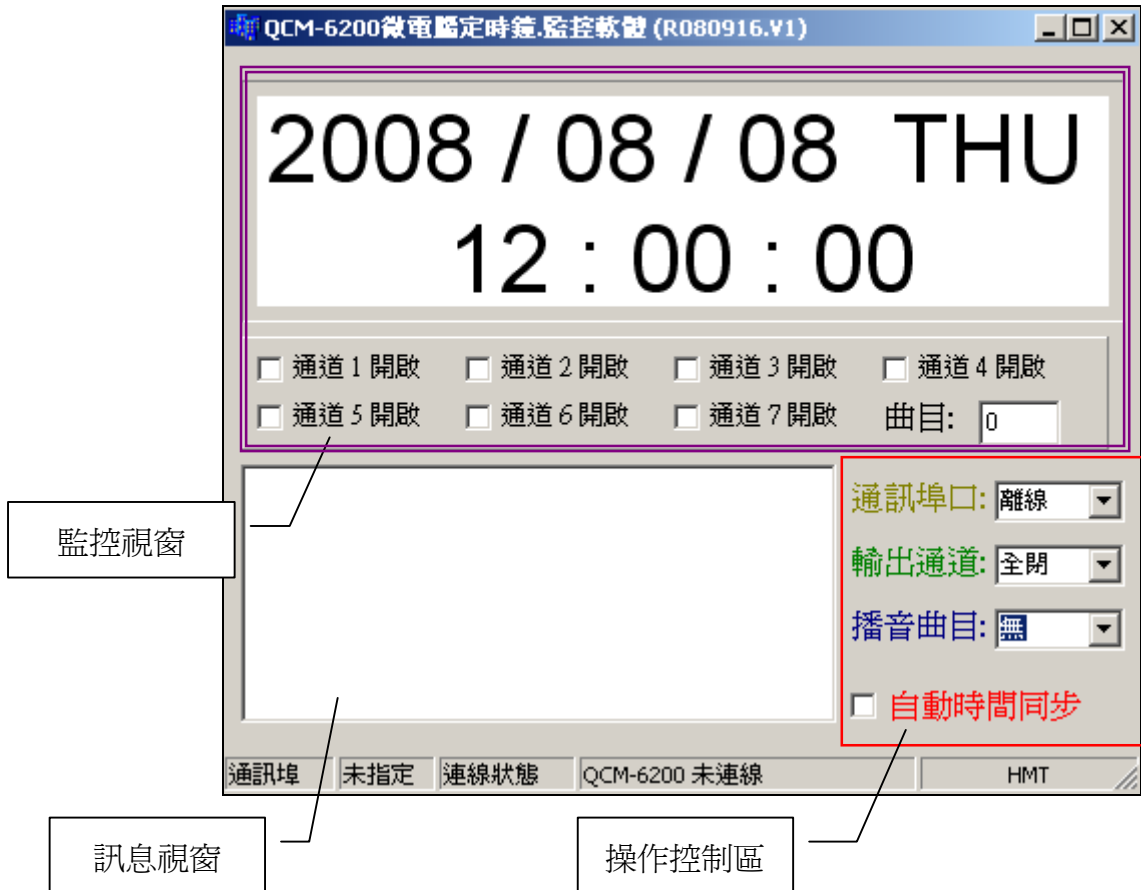 QCM-6200微電腦定時鐘.監控軟體 (R080916.V1)
2008 / 08 / 08 THU
12 : 00 : 00
通道 1 開啟 通道 2 開啟 通道 3 開啟 通道 4 開啟
通道 5 開啟 通道 6 開啟 通道 7 開啟 曲目: 0
監控視窗
通訊埠口: 離線
輸出通道: 全閉
播音曲目: 無
自動時間同步
通訊埠 未指定 連線狀態 QCM-6200 未連線 HMT
訊息視窗
操作控制區